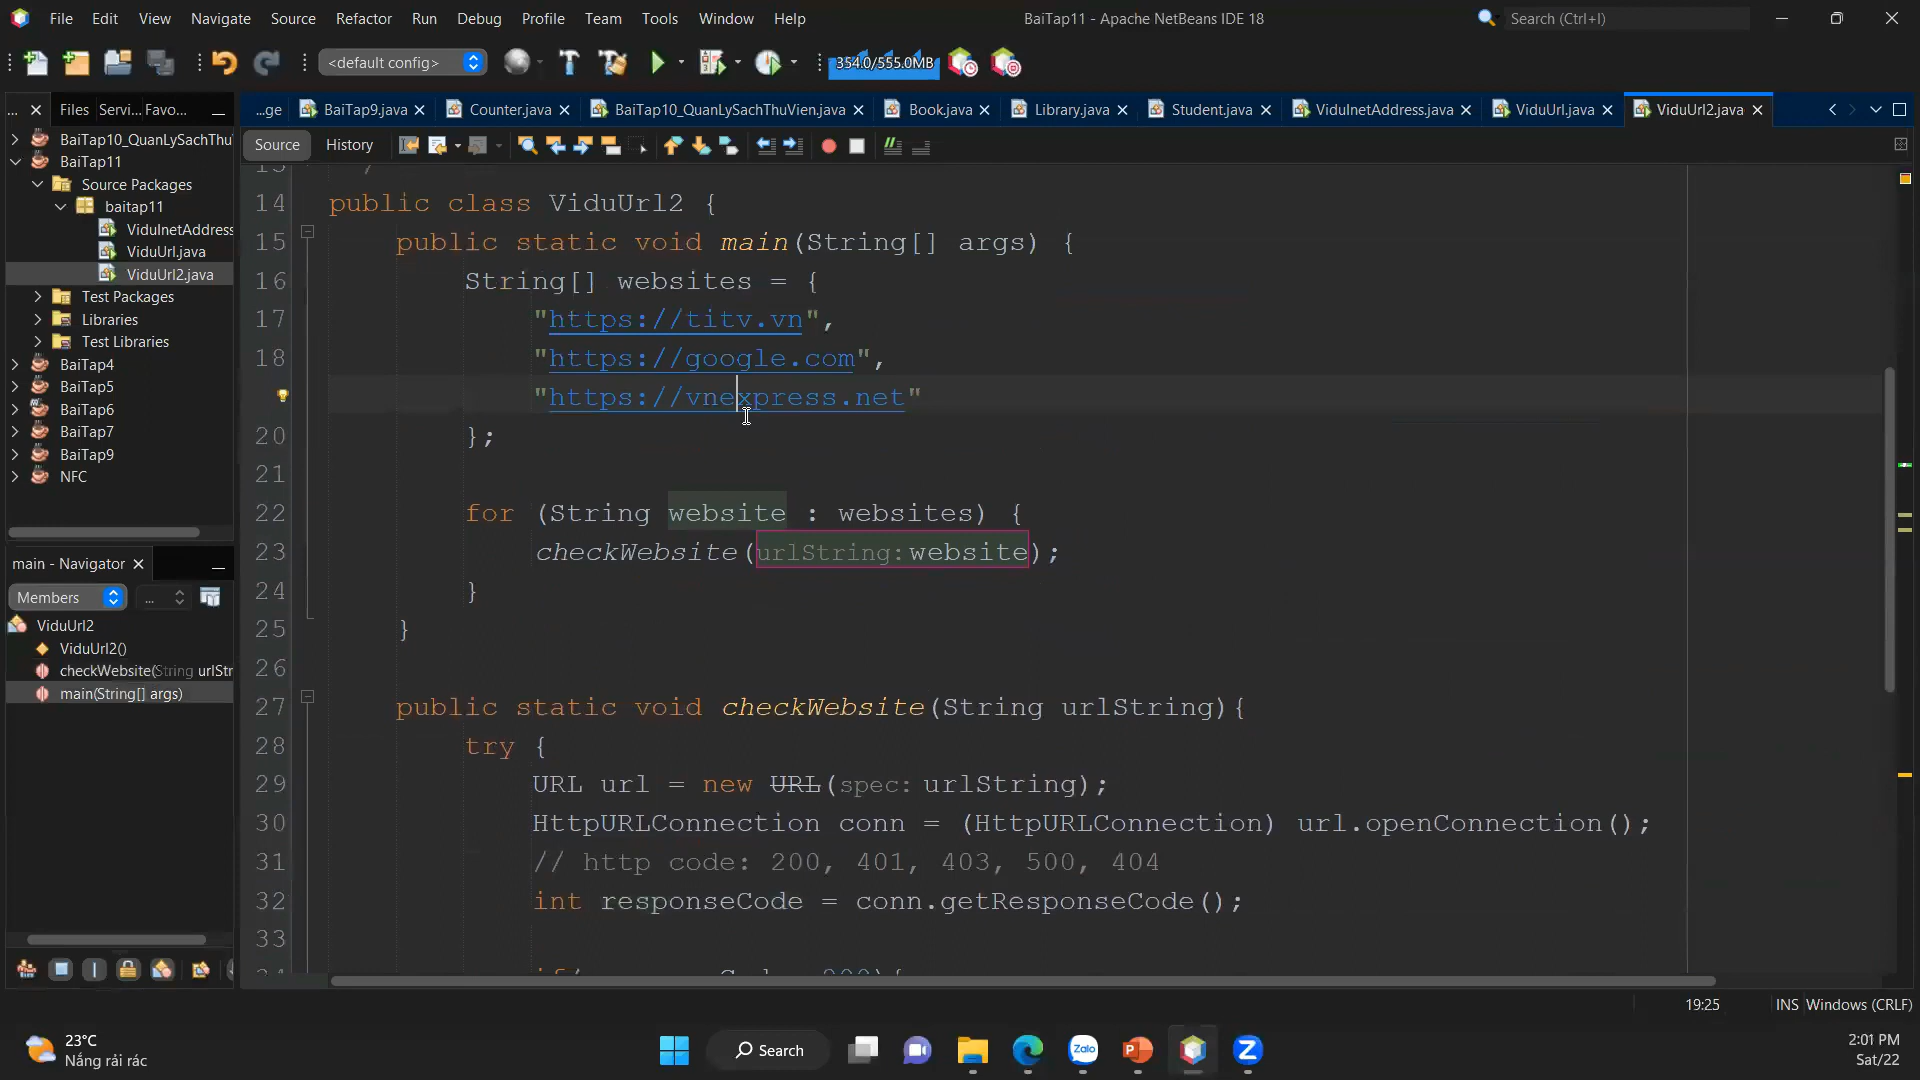 File Edit View Navigate Source Refactor Run Debug Profile Team Tools Window Help
BaiTap11 - Apache NetBeans IDE 18
Search (Ctrl+I)
<default config>
354.0/555.0MB
... Files Servi... Favo...
...ge BaiTap9.java Counter.java BaiTap10_QuanLySachThuVien.java Book.java Library.java Student.java ViduInetAddress.java ViduUrl.java ViduUrl2.java
Source History
BaiTap10_QuanLySachThu
BaiTap11
Source Packages
baitap11
ViduInetAddress
ViduUrl.java
ViduUrl2.java
Test Packages
Libraries
Test Libraries
BaiTap4
BaiTap5
BaiTap6
BaiTap7
BaiTap9
NFC
main - Navigator
Members ...
ViduUrl2
ViduUrl2()
checkWebsite(String urlStr
main(String[] args)
14 public class ViduUrl2 {
15 public static void main(String[] args) {
16 String[] websites = {
17 "https://titv.vn",
18 "https://google.com",
"https://vnexpress.net"
20 };
21
22 for (String website : websites) {
23 checkWebsite(urlString:website);
24 }
25 }
26
27 public static void checkWebsite(String urlString){
28 try {
29 URL url = new URL(spec:urlString);
30 HttpURLConnection conn = (HttpURLConnection) url.openConnection();
31 // http code: 200, 401, 403, 500, 404
32 int responseCode = conn.getResponseCode();
33
19:25 INS Windows (CRLF)
23°C
Nắng rải rác
Search
Zalo
2:01 PM
Sat/22